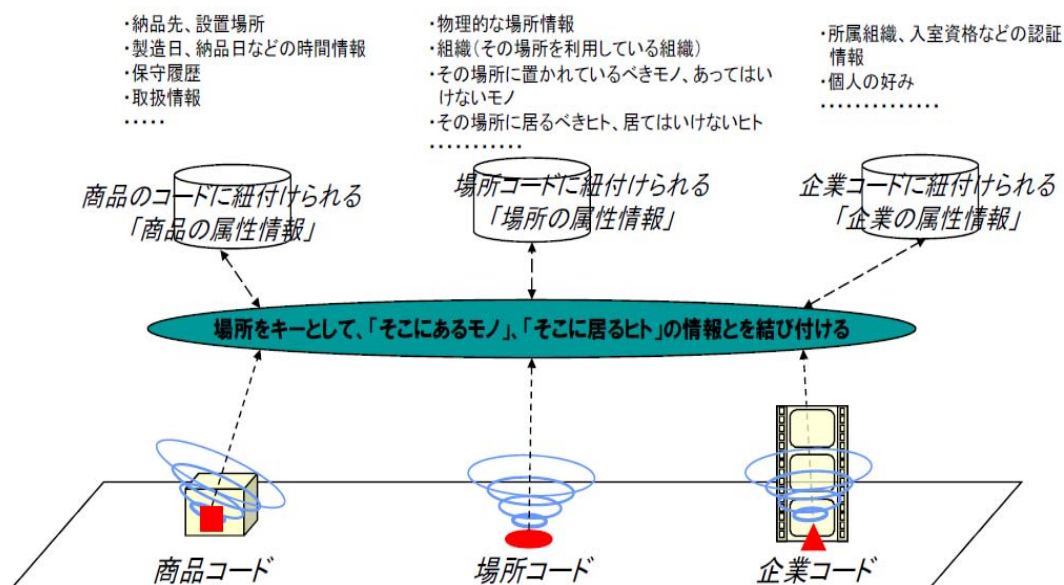 ・納品先、設置場所
・製造日、納品日などの時間情報
・保守履歴
・取扱情報
・・・・・
・物理的な場所情報
・組織(その場所を利用している組織)
・その場所に置かれているべきモノ、あってはい
けないモノ
・その場所に居るべきヒト、居てはいけないヒト
・・・・・・・・・・・
・所属組織、入室資格などの認証
情報
・個人の好み
・・・・・・・・・・・・・・
商品のコードに紐付けられる
「商品の属性情報」
場所コードに紐付けられる
「場所の属性情報」
企業コードに紐付けられる
「企業の属性情報」
場所をキーとして、「そこにあるモノ」、「そこに居るヒト」の情報とを結び付ける
商品コード
場所コード
企業コード